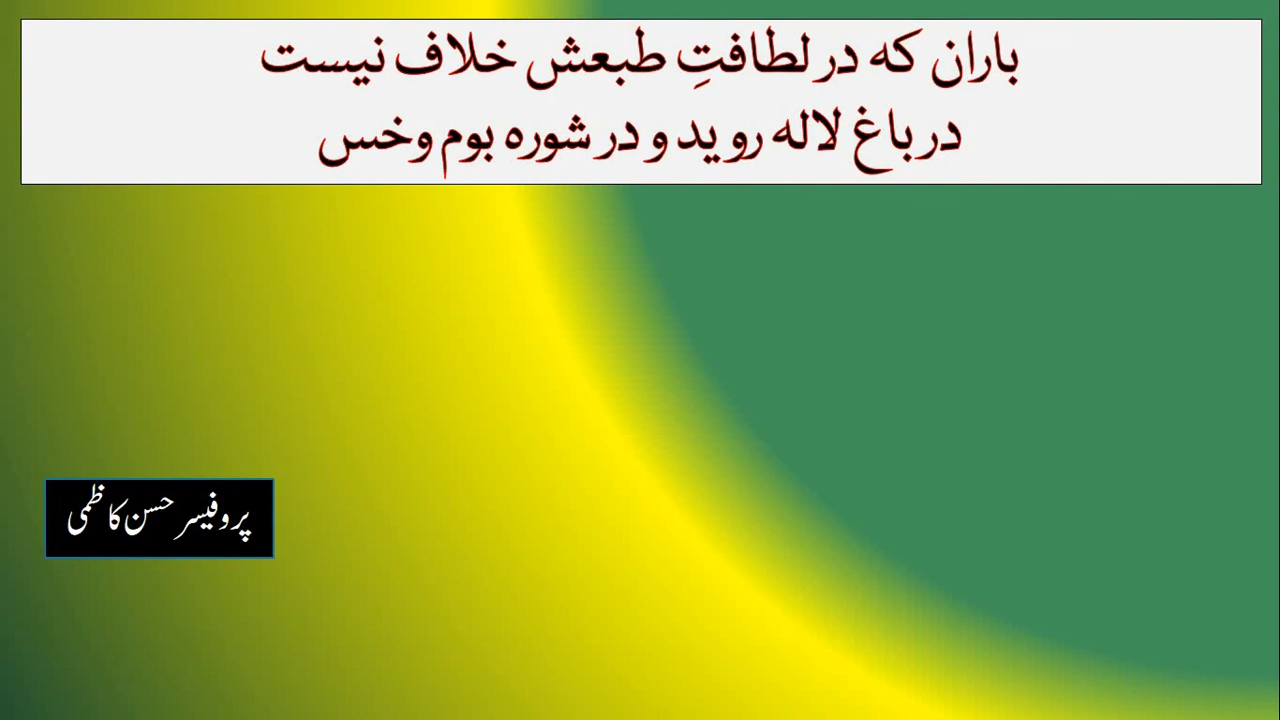 باران که در لطافتِ طبعش خلاف نیست
در باغ لاله روید و در شوره بوم وخس
پروفیسر حسن کاظمی